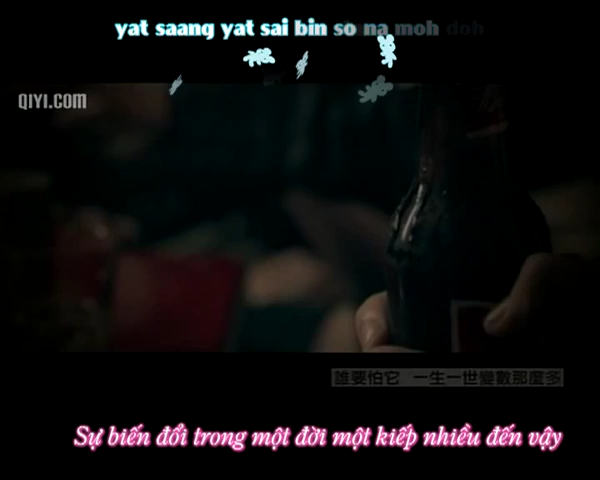 yat saang yat sai bin so na moh doh
QIYI.COM
誰要怕它 一生一世變數那麼多
Sự biến đổi trong một đời một kiếp nhiều đến vậy